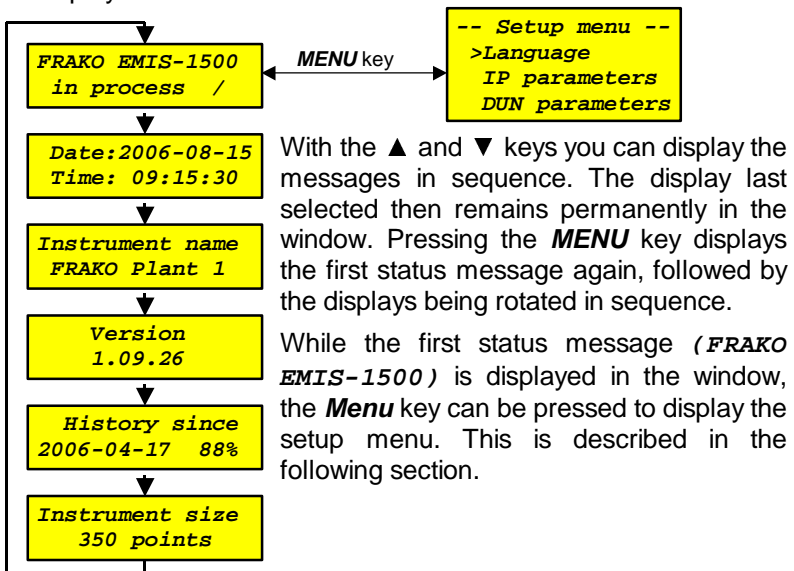 FRAKO EMIS-1500
in process /
MENU key
-- Setup menu --
>Language
IP parameters
DUN parameters
Date:2006-08-15
Time: 09:15:30
Instrument name
FRAKO Plant 1
Version
1.09.26
History since
2006-04-17 88%
Instrument size
350 points
With the ▲ and ▼ keys you can display the
messages in sequence. The display last
selected then remains permanently in the
window. Pressing the MENU key displays
the first status message again, followed by
the displays being rotated in sequence.
While the first status message (FRAKO
EMIS-1500) is displayed in the window,
the Menu key can be pressed to display the
setup menu. This is described in the
following section.